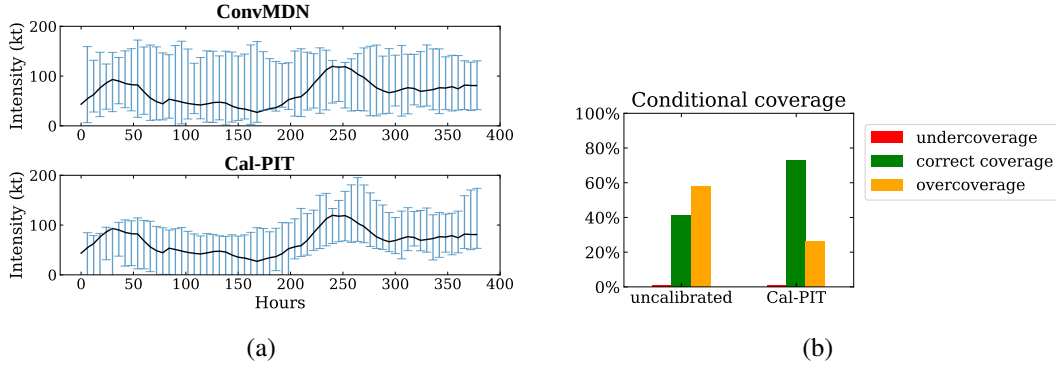 ConvMDN
200
100
0
Intensity (kt)
0 50 100 150 200 250 300 350 400
Cal-PIT
200
100
0
Intensity (kt)
0 50 100 150 200 250 300 350 400
Hours
(a)
Conditional coverage
100%
80%
60%
40%
20%
0%
uncalibrated Cal-PIT
undercoverage
correct coverage
overcoverage
(b)